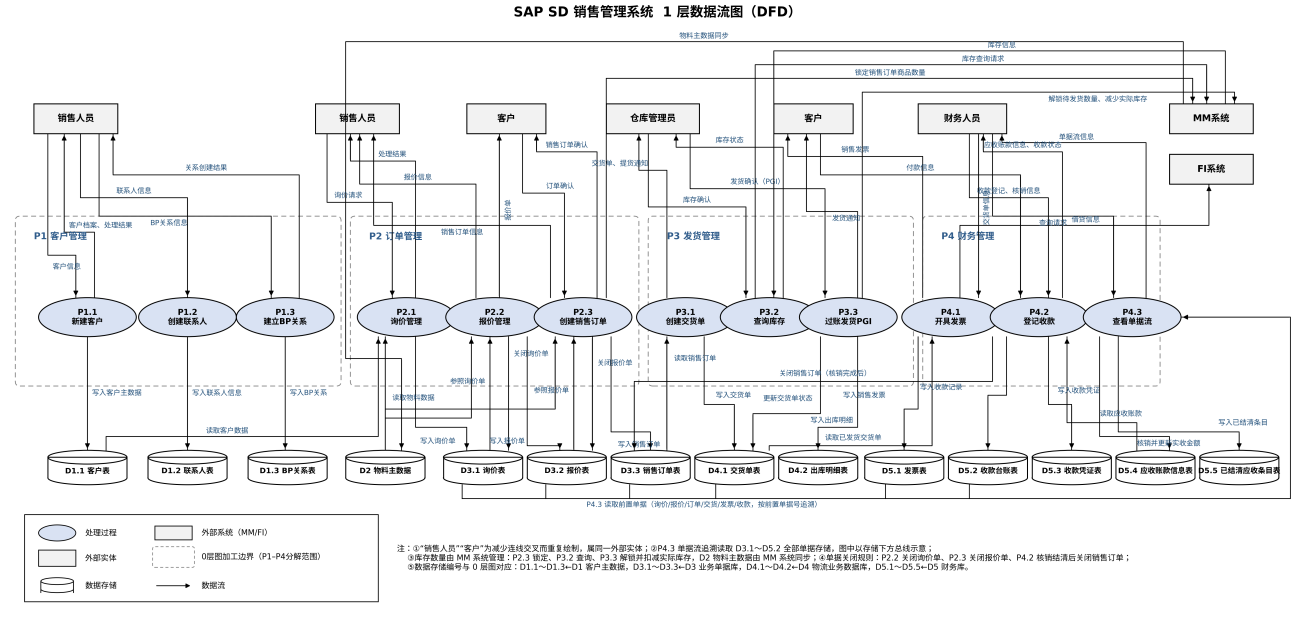 SAP SD 销售管理系统 1 层数据流图（DFD）
物料主数据同步
库存信息
库存查询请求
锁定销售订单商品数量
解锁待发货数量、减少实际库存
销售人员
销售人员
客户
仓库管理员
客户
财务人员
MM系统
FI系统
关系创建结果
联系人信息
客户档案、处理结果
BP关系信息
客户信息
处理结果
报价信息
询价请求
销售订单信息
报价单
销售订单确认
订单确认
交货单、提货通知
库存状态
发货确认（PGI）
库存确认
销售发票
付款信息
发货通知
单据流信息
应收账款信息、收款状态
收款登记、核销信息
查询请求
借贷信息
P1 客户管理
P2 订单管理
P3 发货管理
P4 财务管理
P1.1
新建客户
P1.2
创建联系人
P1.3
建立BP关系
P2.1
询价管理
P2.2
报价管理
P2.3
创建销售订单
P3.1
创建交货单
P3.2
查询库存
P3.3
过账发货PGI
P4.1
开具发票
P4.2
登记收款
P4.3
查看单据流
写入客户主数据
写入联系人信息
写入BP关系
读取客户数据
关闭询价单
关闭报价单
参照询价单
参照报价单
读取物料数据
写入询价单
写入报价单
写入销售订单
读取销售订单
关闭销售订单（核销完成后）
写入交货单
更新交货单状态
写入销售发票
写入出库明细
读取已发货交货单
写入收款记录
写入收款凭证
读取应收账款
写入已结清条目
核销并更新实收金额
D1.1 客户表
D1.2 联系人表
D1.3 BP关系表
D2 物料主数据
D3.1 询价表
D3.2 报价表
D3.3 销售订单表
D4.1 交货单表
D4.2 出库明细表
D5.1 发票表
D5.2 收款台账表
D5.3 收款凭证表
D5.4 应收账款信息表
D5.5 已结清应收条目表
P4.3 读取前置单据（询价/报价/订单/交货/发票/收款，按前置单据号追溯）
处理过程
外部系统（MM/FI）
外部实体
0层图加工边界（P1–P4分解范围）
数据存储
数据流
注：①“销售人员”“客户”为减少连线交叉而重复绘制，属同一外部实体；②P4.3 单据流追溯读取 D3.1～D5.2 全部单据存储，图中以存储下方总线示意；
③库存数量由 MM 系统管理：P2.3 锁定、P3.2 查询、P3.3 解锁并扣减实际库存，D2 物料主数据由 MM 系统同步；④单据关闭规则：P2.2 关闭询价单、P2.3 关闭报价单、P4.2 核销结清后关闭销售订单；
⑤数据存储编号与 0 层图对应：D1.1～D1.3←D1 客户主数据，D3.1～D3.3←D3 业务单据库，D4.1～D4.2←D4 物流业务数据库，D5.1～D5.5←D5 财务库。